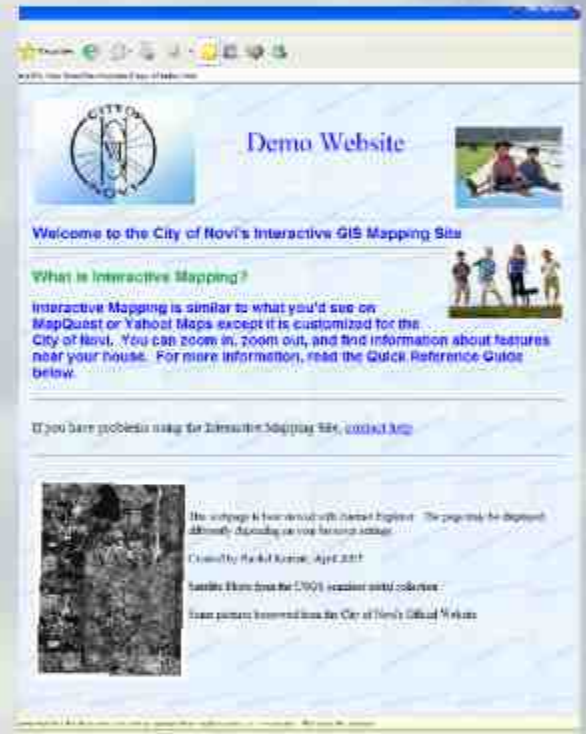 CITY OF
NOVI
Demo Website
Welcome to the City of Novi's Interactive GIS Mapping Site
What is Interactive Mapping?
Interactive Mapping is similar to what you'd see on
MapQuest or Yahoo! Maps except it is customized for the
City of Novi. You can zoom in, zoom out, and find information about features
near your house. For more information, read the Quick Reference Guide
below.
If you have problems using the Interactive Mapping Site, contact help
This webpage is best viewed with Internet Explorer. The page may be displayed
differently depending on your browser settings.
Created by Rachel April 2007
Satellite Photo from the USGS seamless collection
Some pictures borrowed from the City of Novi's Official Website